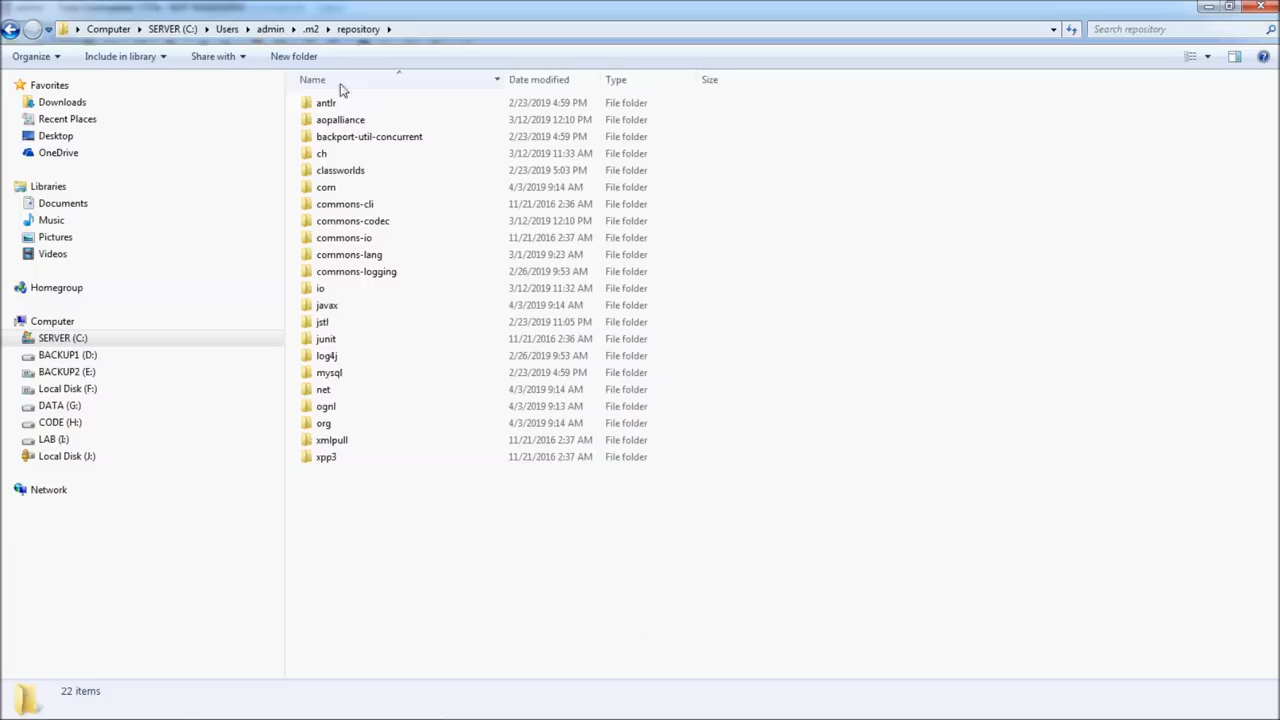 Computer SERVER (C:) Users admin .m2 repository
Search repository
Organize Include in library Share with New folder
Name Date modified Type Size
Favorites
Downloads
Recent Places
Desktop
OneDrive
Libraries
Documents
Music
Pictures
Videos
Homegroup
Computer
SERVER (C:)
BACKUP1 (D:)
BACKUP2 (E:)
Local Disk (F:)
DATA (G:)
CODE (H:)
LAB (I:)
Local Disk (J:)
Network
antlr 2/23/2019 4:59 PM File folder
aopalliance 3/12/2019 12:10 PM File folder
backport-util-concurrent 2/23/2019 4:59 PM File folder
ch 3/12/2019 11:33 AM File folder
classworlds 2/23/2019 5:03 PM File folder
com 4/3/2019 9:14 AM File folder
commons-cli 11/21/2016 2:36 AM File folder
commons-codec 3/12/2019 12:10 PM File folder
commons-io 11/21/2016 2:37 AM File folder
commons-lang 3/1/2019 9:23 AM File folder
commons-logging 2/26/2019 9:53 AM File folder
io 3/12/2019 11:32 AM File folder
javax 4/3/2019 9:14 AM File folder
jstl 2/23/2019 11:05 PM File folder
junit 11/21/2016 2:36 AM File folder
log4j 2/26/2019 9:53 AM File folder
mysql 2/23/2019 4:59 PM File folder
net 4/3/2019 9:14 AM File folder
ognl 4/3/2019 9:13 AM File folder
org 4/3/2019 9:14 AM File folder
xmlpull 11/21/2016 2:37 AM File folder
xpp3 11/21/2016 2:37 AM File folder
22 items